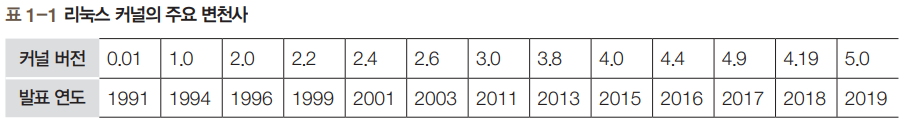 표 1-1 리눅스 커널의 주요 변천사
커널 버전 0.01 1.0 2.0 2.2 2.4 2.6 3.0 3.8 4.0 4.4 4.9 4.19 5.0
발표 연도 1991 1994 1996 1999 2001 2003 2011 2013 2015 2016 2017 2018 2019